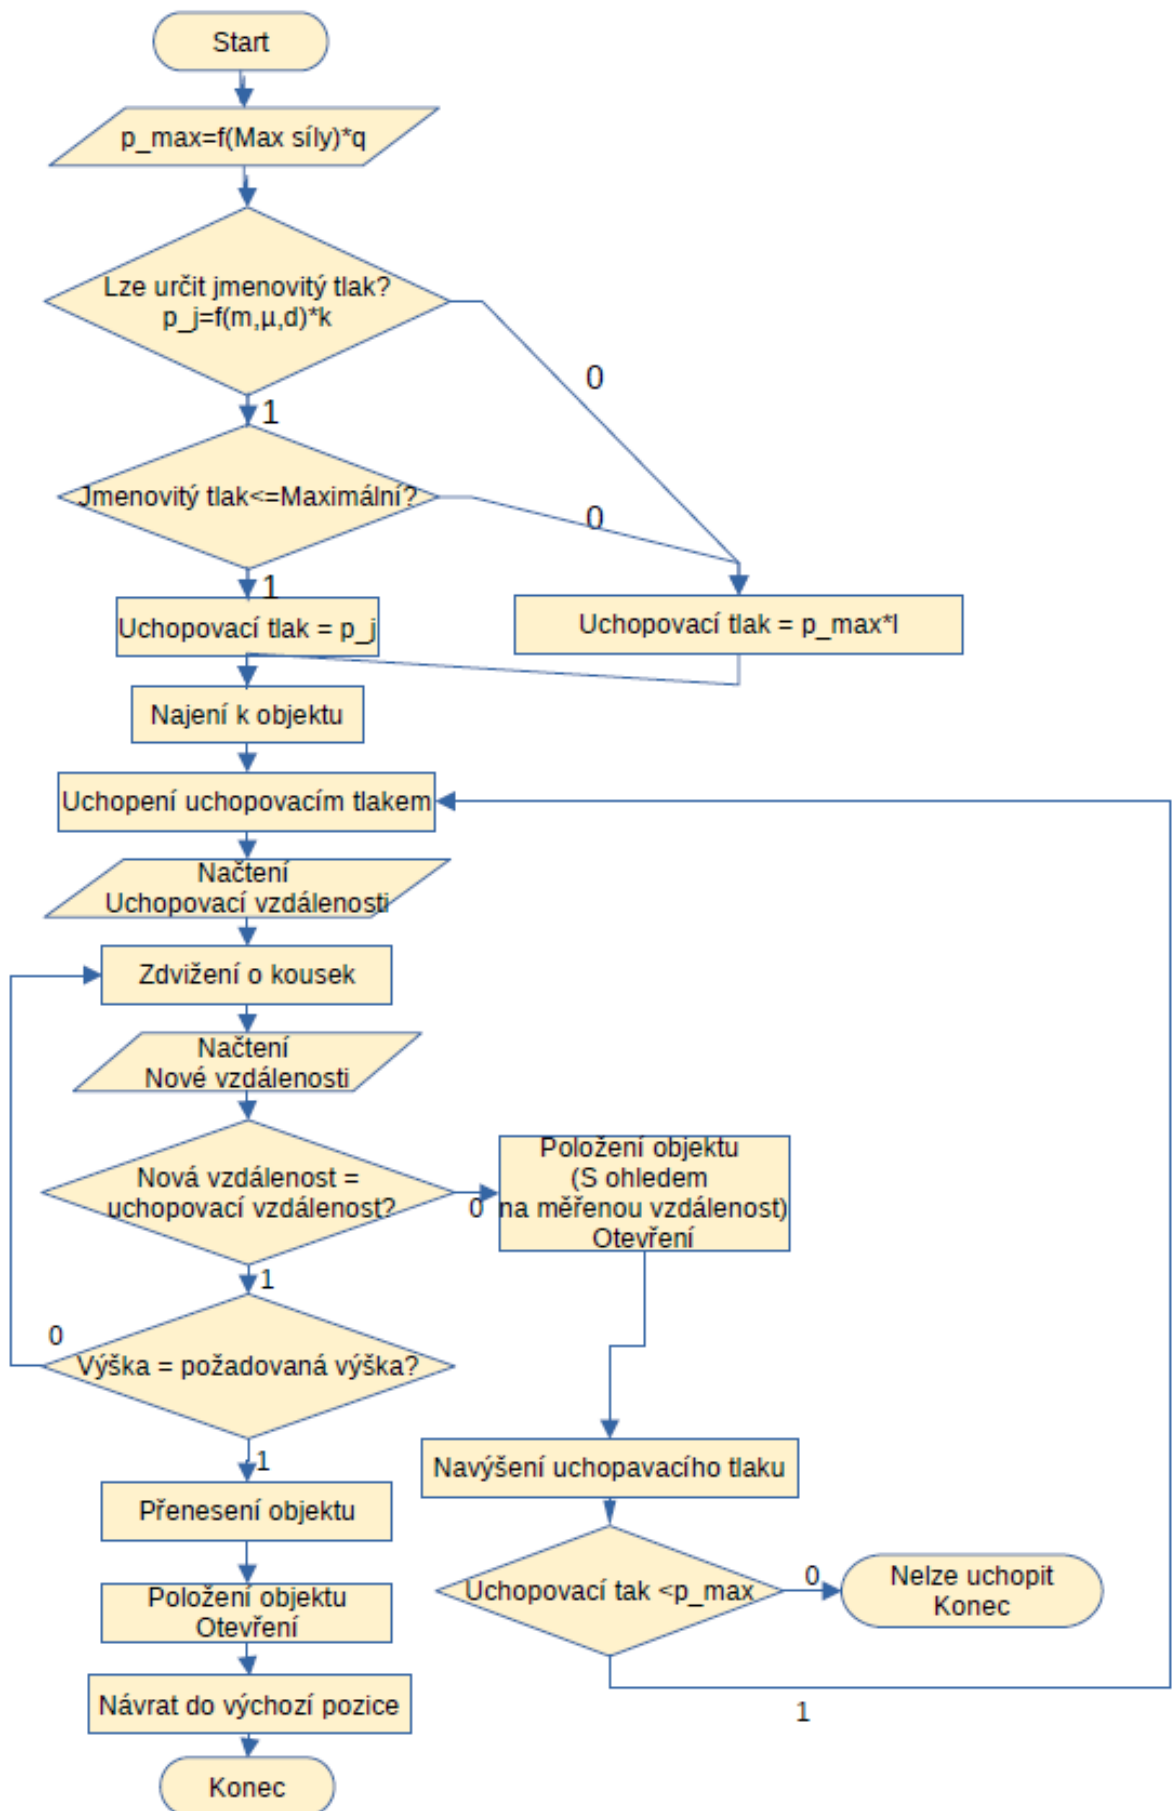 Start
p_max=f(Max síly)*q
Lze určit jmenovitý tlak?
p_j=f(m,µ,d)*k
0
1
Jmenovitý tlak<=Maximální?
0
1
Uchopovací tlak = p_j
Uchopovací tlak = p_max*l
Najení k objektu
Uchopení uchopovacím tlakem
Načtení
Uchopovací vzdálenosti
Zdvižení o kousek
Načtení
Nové vzdálenosti
Nová vzdálenost =
uchopovací vzdálenost?
0
Položení objektu
(S ohledem
na měřenou vzdálenost)
Otevření
1
0
Výška = požadovaná výška?
1
Navýšení uchopavacího tlaku
Přenesení objektu
Uchopovací tak <p_max
0
Nelze uchopit
Konec
1
Položení objektu
Otevření
Návrat do výchozí pozice
Konec